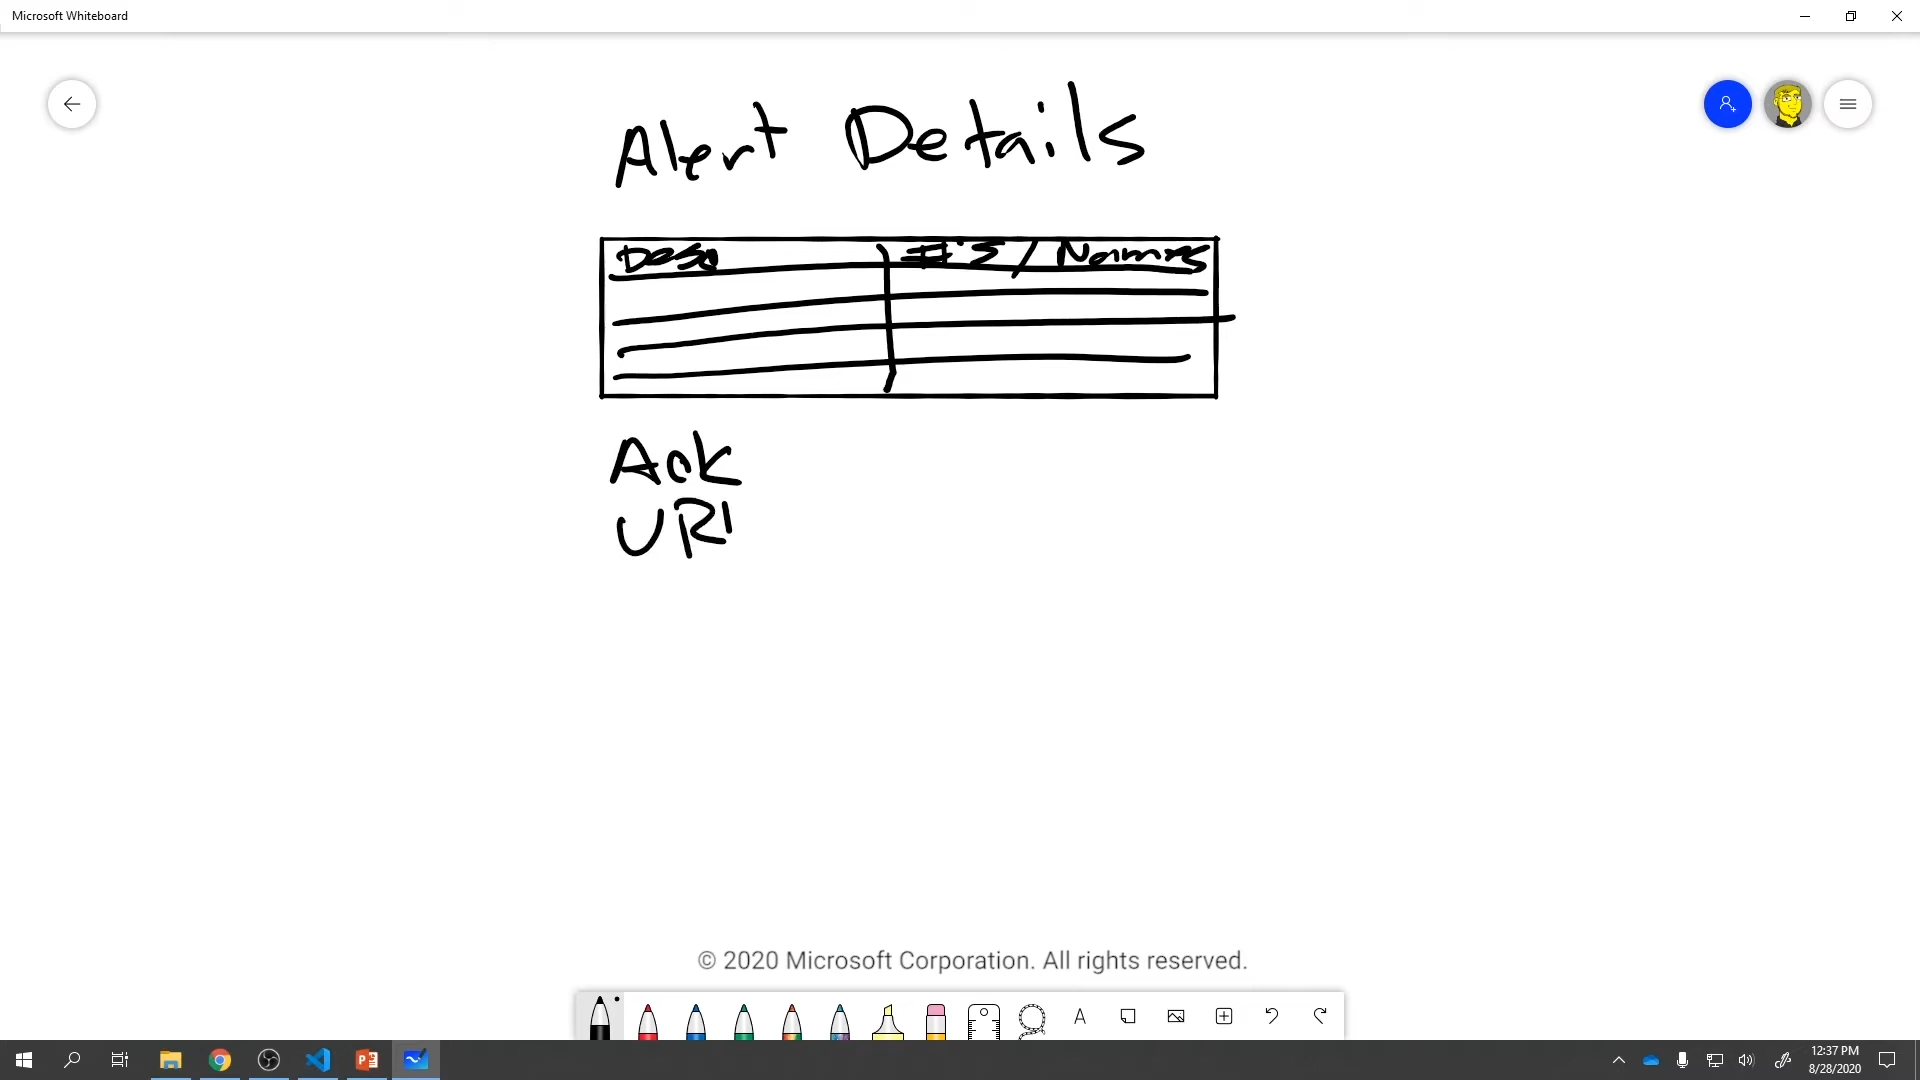 Microsoft Whiteboard
Alert Details
Desc #'s / Names
Ack
URI
© 2020 Microsoft Corporation. All rights reserved.
12:37 PM
8/28/2020